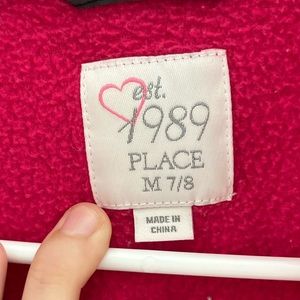 est.
1989
PLACE
M 7/8
MADE IN
CHINA